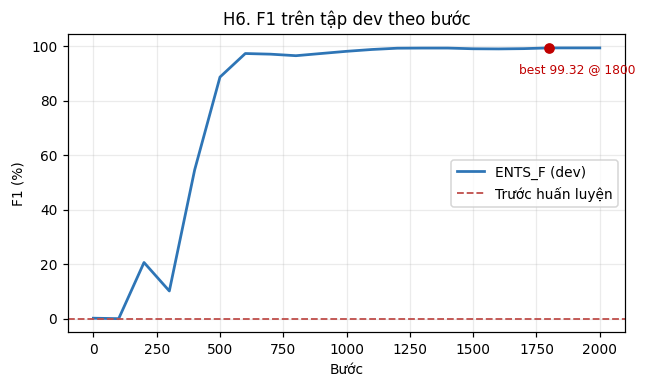 H6. F1 trên tập dev theo bước
100
80
60
40
20
0
F1 (%)
best 99.32 @ 1800
ENTS_F (dev)
Trước huấn luyện
0 250 500 750 1000 1250 1500 1750 2000
Bước